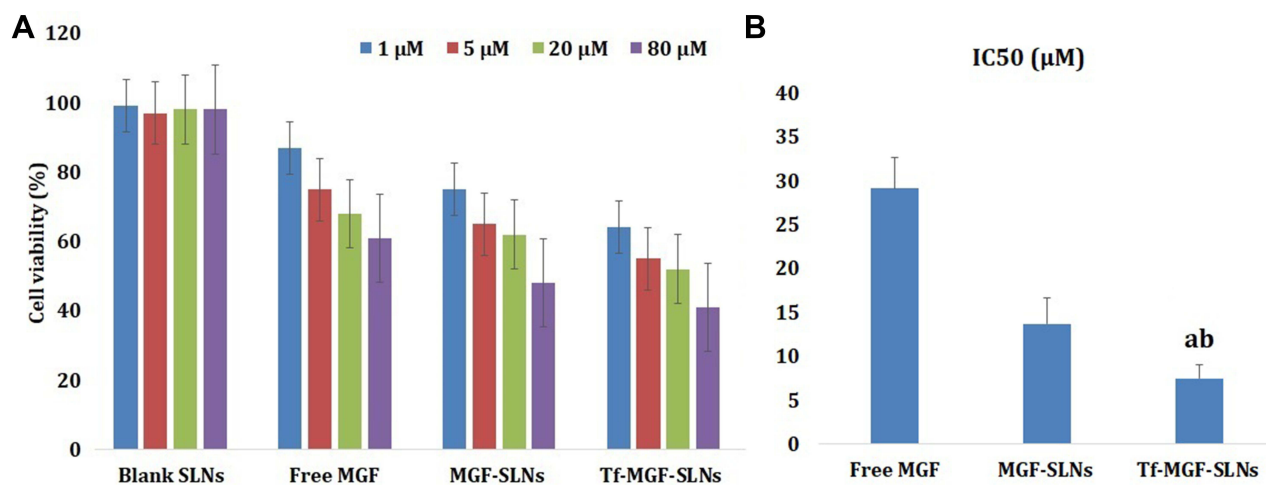 A
Cell viability (%)
120
100
80
60
40
20
0
1 µM 5 µM 20 µM 80 µM
Blank SLNs Free MGF MGF-SLNs Tf-MGF-SLNs
B
IC50 (µM)
40
35
30
25
20
15
10
5
0
ab
Free MGF MGF-SLNs Tf-MGF-SLNs